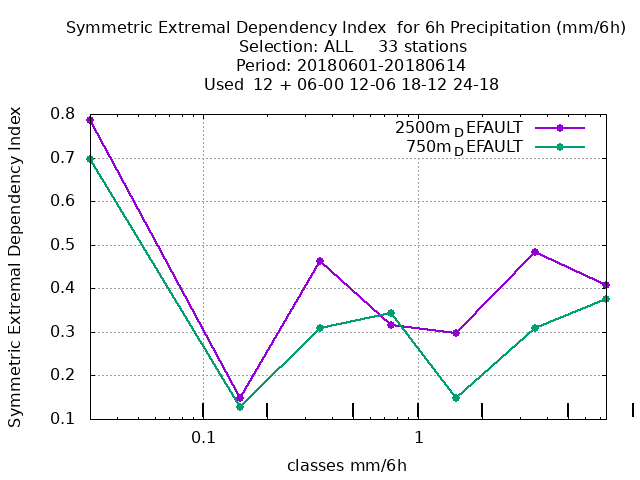 Symmetric Extremal Dependency Index  for 6h Precipitation (mm/6h)
Selection: ALL     33 stations
Period: 20180601-20180614
Used  12 + 06-00 12-06 18-12 24-18
2500m_DEFAULT
750m_DEFAULT
Symmetric Extremal Dependency Index
0.8
0.7
0.6
0.5
0.4
0.3
0.2
0.1
0.1 1
classes mm/6h